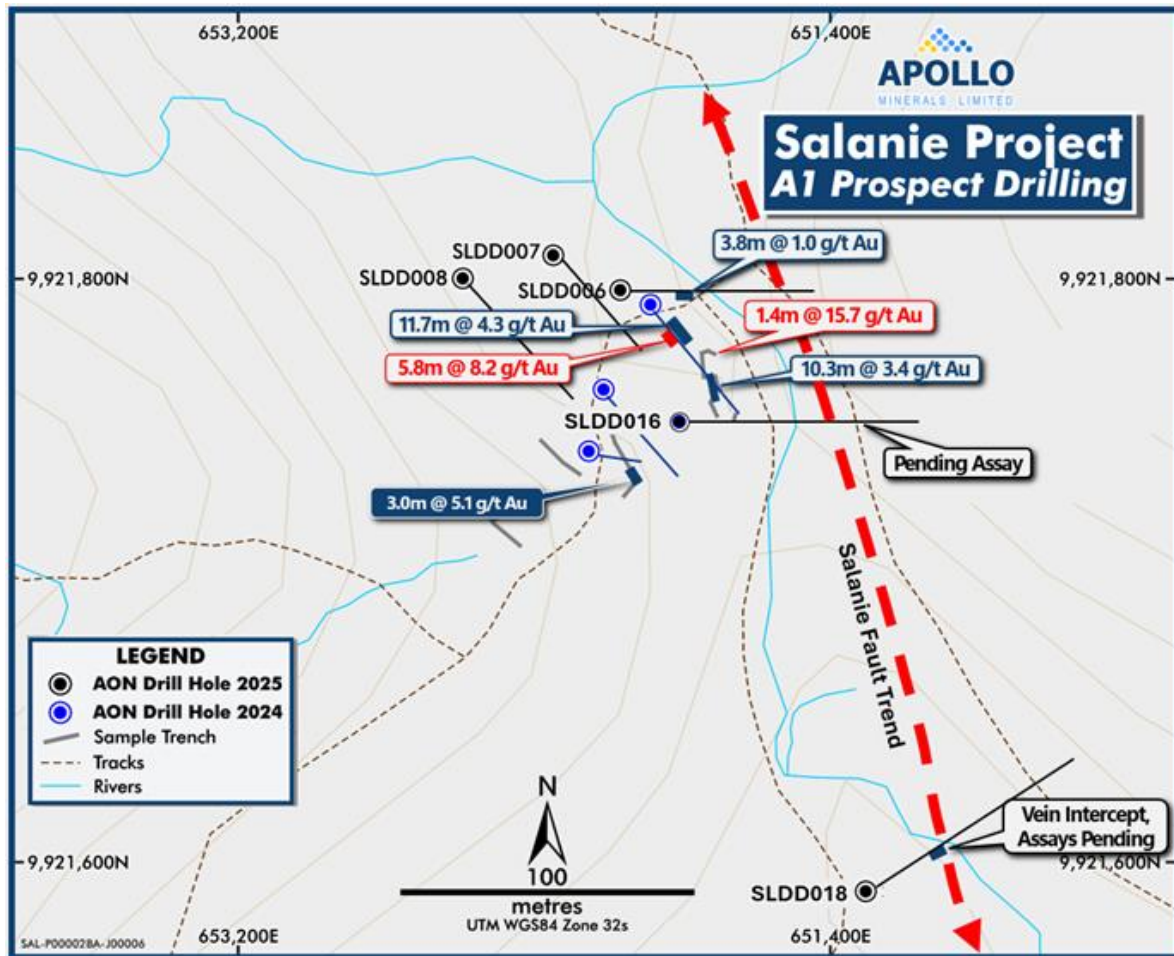 653,200E
651,400E
APOLLO
MINERALS LIMITED
Salanie Project
A1 Prospect Drilling
3.8m @ 1.0 g/t Au
SLDD007
SLDD008
9,921,800N
SLDD006
9,921,800N
11.7m @ 4.3 g/t Au
1.4m @ 15.7 g/t Au
5.8m @ 8.2 g/t Au
10.3m @ 3.4 g/t Au
SLDD016
Pending Assay
3.0m @ 5.1 g/t Au
Salanie Fault Trend
LEGEND
AON Drill Hole 2025
AON Drill Hole 2024
Sample Trench
Tracks
Rivers
N
100
metres
UTM WGS84 Zone 32s
Vein Intercept,
Assays Pending
9,921,600N
9,921,600N
SLDD018
SAL-P000028A-J00006
653,200E
651,400E